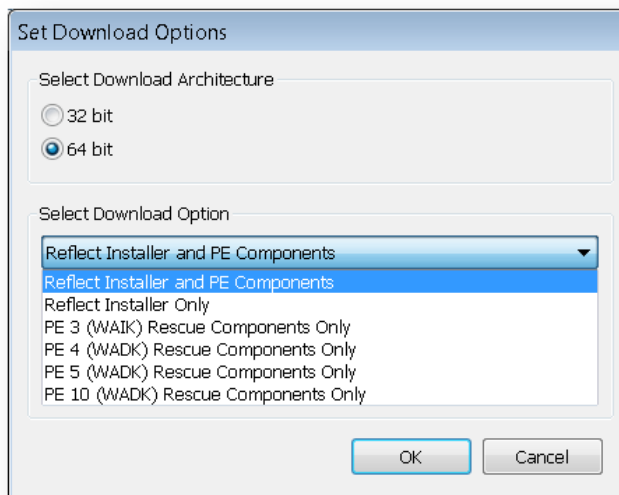 Set Download Options
Select Download Architecture
32 bit
64 bit
Select Download Option
Reflect Installer and PE Components
Reflect Installer and PE Components
Reflect Installer Only
PE 3 (WAIK) Rescue Components Only
PE 4 (WADK) Rescue Components Only
PE 5 (WADK) Rescue Components Only
PE 10 (WADK) Rescue Components Only
OK
Cancel